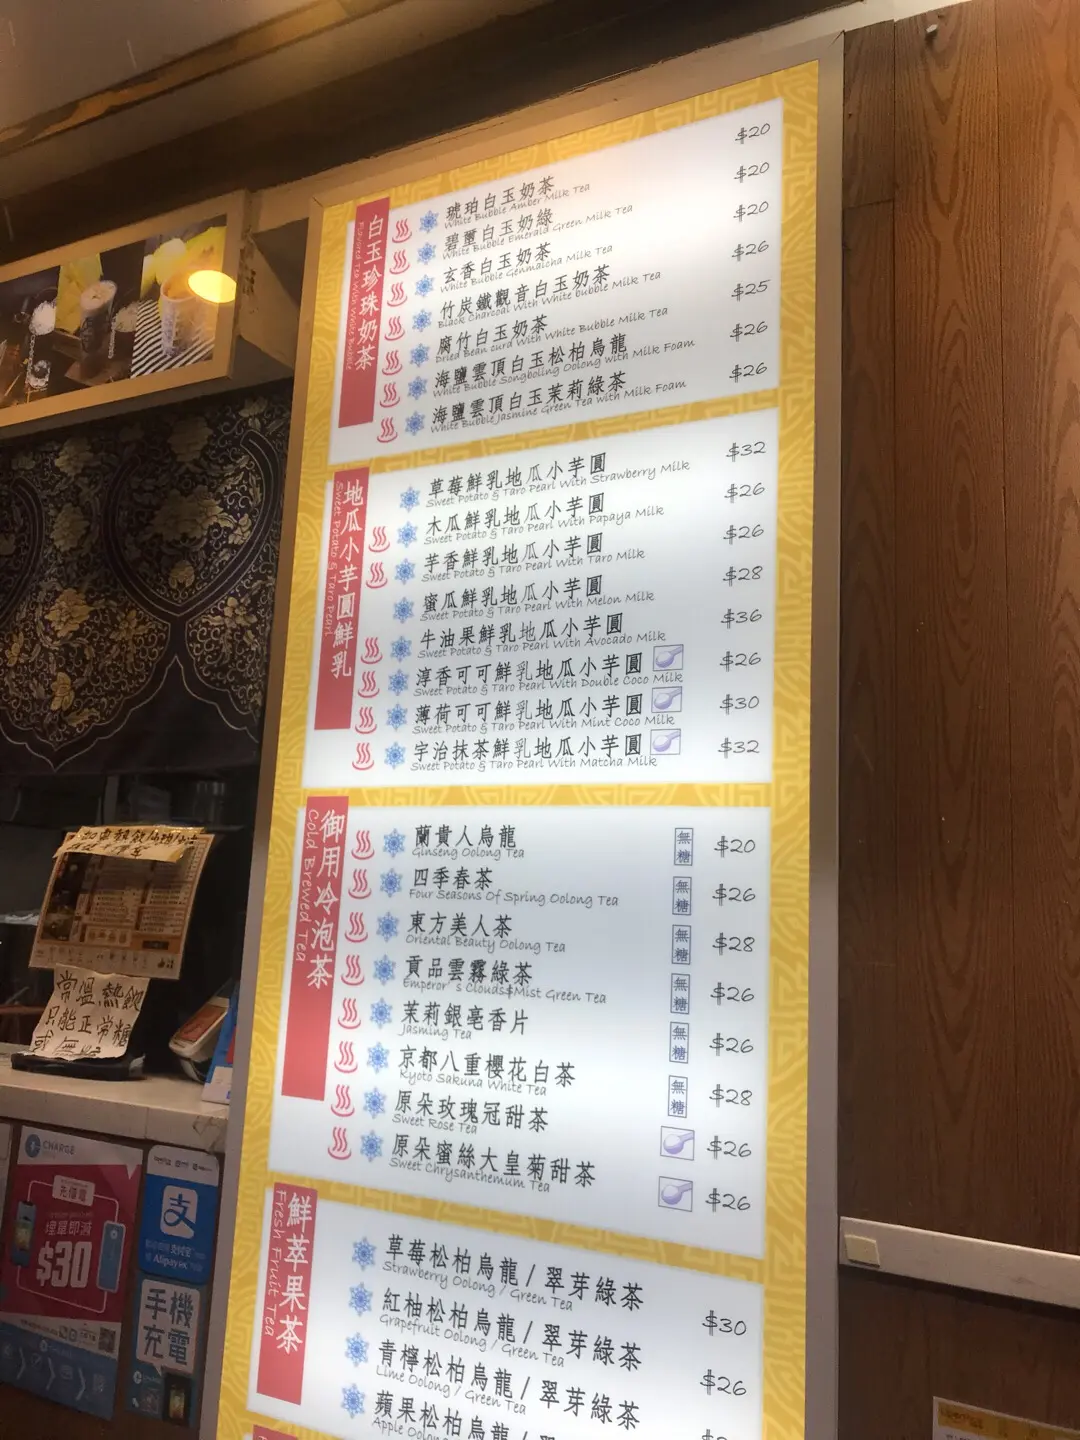 白玉珍珠奶茶
Flavored Tea With White Bubble
琥珀白玉奶茶 $20
White Bubble Amber Milk Tea
碧璽白玉奶綠 $20
White Bubble Emerald Green Milk Tea
玄香白玉奶茶 $20
White Bubble Genmaicha Milk Tea
竹炭鐵觀音白玉奶茶 $26
Black Charcoal With White bubble Milk Tea
腐竹白玉奶茶 $25
Dried Bean curd With White Bubble Milk Tea
海鹽雲頂白玉松柏烏龍 $26
White Bubble Songboling Oolong with Milk Foam
海鹽雲頂白玉茉莉綠茶 $26
White Bubble Jasmine Green Tea with Milk Foam
地瓜小芋圓鮮乳
Sweet Potato & Taro Pearl
草莓鮮乳地瓜小芋圓 $32
Sweet Potato & Taro Pearl With Strawberry Milk
木瓜鮮乳地瓜小芋圓 $26
Sweet Potato & Taro Pearl With Papaya Milk
芋香鮮乳地瓜小芋圓 $26
Sweet Potato & Taro Pearl With Taro Milk
蜜瓜鮮乳地瓜小芋圓 $28
Sweet Potato & Taro Pearl With Melon Milk
牛油果鮮乳地瓜小芋圓 $36
Sweet Potato & Taro Pearl With Avocado Milk
淳香可可鮮乳地瓜小芋圓 $26
Sweet Potato & Taro Pearl With Double Coco Milk
薄荷可可鮮乳地瓜小芋圓 $30
Sweet Potato & Taro Pearl With Mint Coco Milk
宇治抹茶鮮乳地瓜小芋圓 $32
Sweet Potato & Taro Pearl With Matcha Milk
御用冷泡茶
Cold Brewed Tea
蘭貴人烏龍 無糖 $20
Ginseng Oolong Tea
四季春茶 無糖 $26
Four Seasons Of Spring Oolong Tea
東方美人茶 無糖 $28
Oriental Beauty Oolong Tea
貢品雲霧綠茶 無糖 $26
Emperor's Clouds$Mist Green Tea
茉莉銀毫香片 無糖 $26
Jasming Tea
京都八重櫻花白茶 無糖 $28
Kyoto Sakuna White Tea
原朵玫瑰冠甜茶 $26
Sweet Rose Tea
原朵蜜絲大皇菊甜茶 $26
Sweet Chrysanthemum Tea
鮮萃果茶
Fresh Fruit Tea
草莓松柏烏龍/翠芽綠茶 $30
Strawberry Oolong / Green Tea
紅柚松柏烏龍/翠芽綠茶 $26
Grapefruit Oolong / Green Tea
青檸松柏烏龍/翠芽綠茶
Lime Oolong / Green Tea
蘋果松柏烏龍
Apple Oolong
常溫熱飲
只能正常糖
CHARGE
埋單即減
$30
支
支付宝
手機
充電